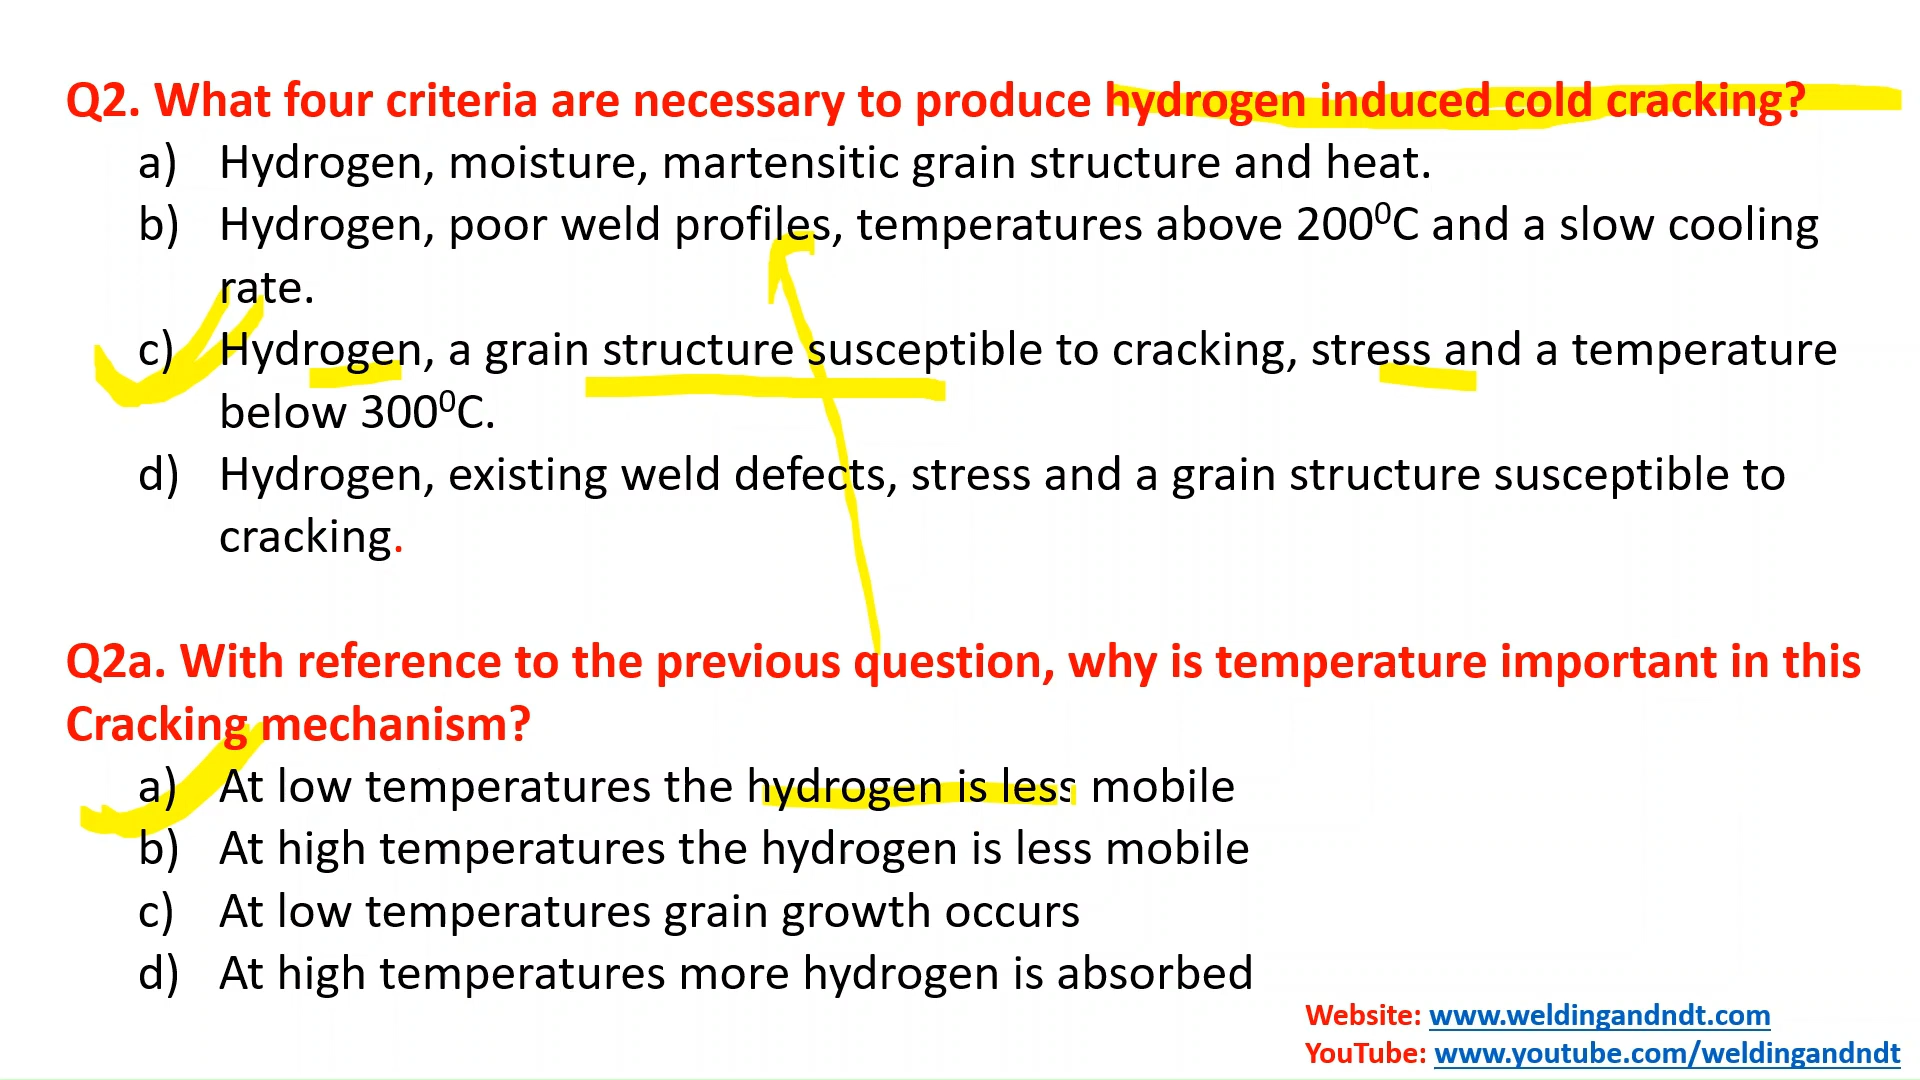 Q2. What four criteria are necessary to produce hydrogen induced cold cracking?
a) Hydrogen, moisture, martensitic grain structure and heat.
b) Hydrogen, poor weld profiles, temperatures above 200⁰C and a slow cooling
rate.
c) Hydrogen, a grain structure susceptible to cracking, stress and a temperature
below 300⁰C.
d) Hydrogen, existing weld defects, stress and a grain structure susceptible to
cracking.
Q2a. With reference to the previous question, why is temperature important in this
Cracking mechanism?
a) At low temperatures the hydrogen is less mobile
b) At high temperatures the hydrogen is less mobile
c) At low temperatures grain growth occurs
d) At high temperatures more hydrogen is absorbed
Website: www.weldingandndt.com
YouTube: www.youtube.com/weldingandndt